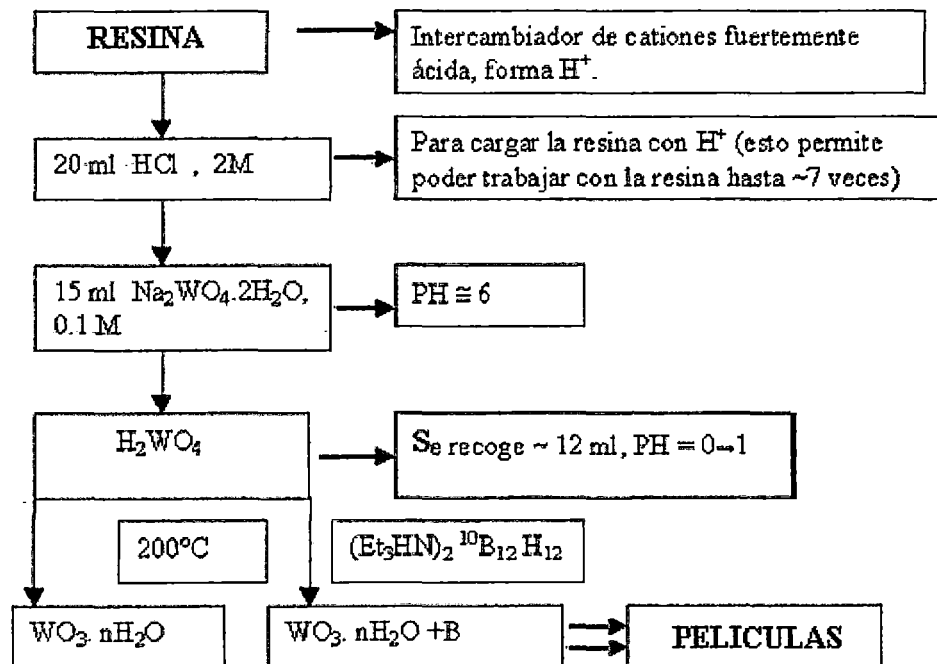 RESINA
Intercambiador de cationes fuertemente
ácida, forma H⁺.
20 ml HCl , 2M
Para cargar la resina con H⁺ (esto permite
poder trabajar con la resina hasta ~7 veces)
15 ml Na₂WO₄.2H₂O,
0.1M
PH ≅ 6
H₂WO₄
Se recoge ~ 12 ml, PH = 0–1
200°C
(Et₃HN)₂ ¹⁰B₁₂ H₁₂
WO₃. nH₂O
WO₃. nH₂O +B
PELICULAS